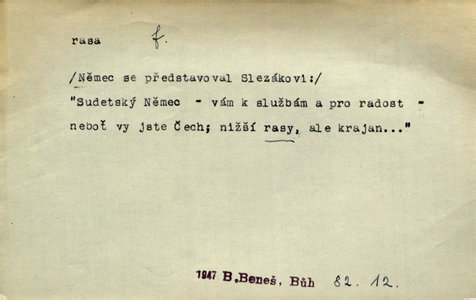 rasa f.
/Němec se představoval Slezákovi:/
"Sudetský Němec - vám k službám a pro radost -
neboť vy jste Čech; nižší rasy, ale krajan..."
1947 B. Beneš, Bůh 82. 12.